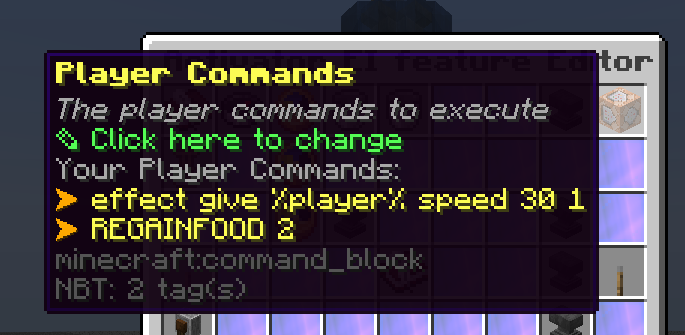 tor
Player Commands
The player commands to execute
✎ Click here to change
Your Player Commands:
➤ effect give %player% speed 30 1
➤ REGAINFOOD 2
minecraft:command_block
NBT: 2 tag(s)